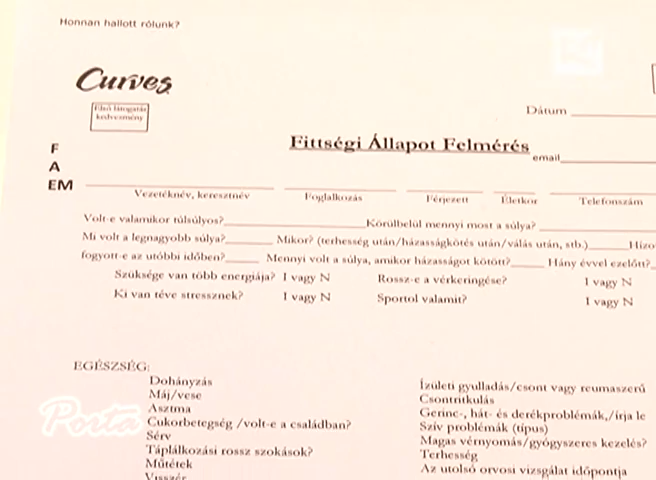 Honnan hallott rólunk?
Curves
Első látogatás
kedvezmény
Dátum
Fittségi Állapot Felmérés
email
F
A
EM
Vezetéknév, keresztnév Foglalkozás Férjezett Életkor Telefonszám
Volt-e valamikor túlsúlyos? Körülbelül mennyi most a súlya?
Mi volt a legnagyobb súlya? Mikor? (terhesség után/házasságkötés után/válás után, stb.)
fogyott-e az utóbbi időben? Mennyi volt a súlya, amikor házasságot kötött? Hány évvel ezelőtt?
Szüksége van több energiája? I vagy N Rossz-e a vérkeringése? I vagy N
Ki van téve stressznek? I vagy N Sportol valamit? I vagy N
EGÉSZSÉG:
Dohányzás
Máj/vese
Asztma
Cukorbetegség /volt-e a családban?
Sérv
Táplálkozási rossz szokások?
Műtétek
Visszér
Ízületi gyulladás/csont vagy reumaszerű
Csontritkulás
Gerinc-, hát- és derékproblémák,/írja le
Szív problémák (típus)
Magas vérnyomás/gyógyszeres kezelés?
Terhesség
Az utolsó orvosi vizsgálat időpontja
Porta